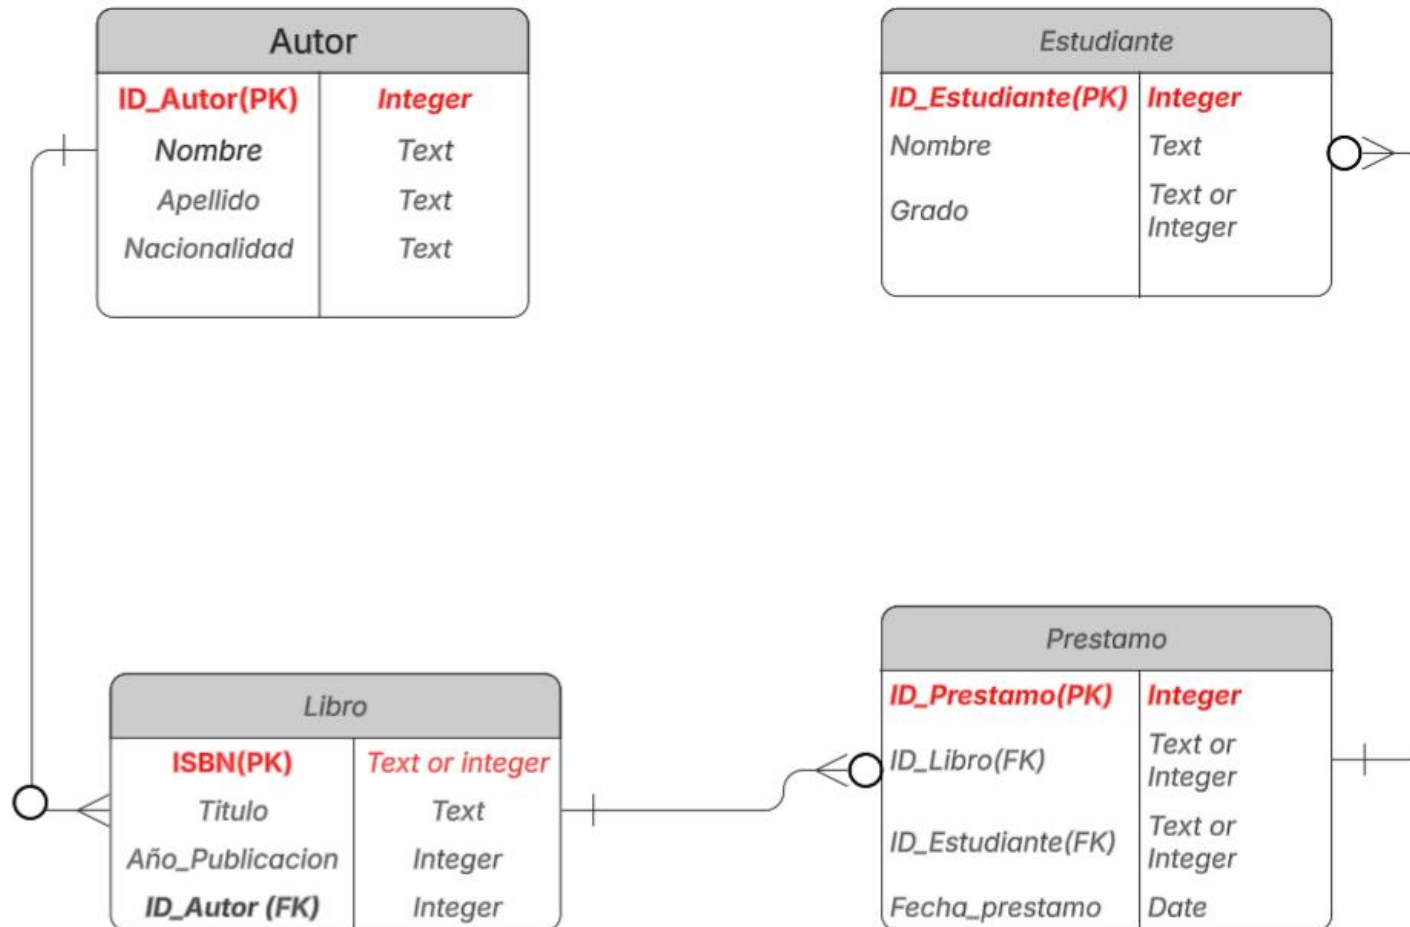 Autor
ID_Autor(PK) Integer
Nombre Text
Apellido Text
Nacionalidad Text
Estudiante
ID_Estudiante(PK) Integer
Nombre Text
Grado Text or
Integer
Libro
ISBN(PK) Text or integer
Titulo Text
Año_Publicacion Integer
ID_Autor (FK) Integer
Prestamo
ID_Prestamo(PK) Integer
ID_Libro(FK) Text or
Integer
ID_Estudiante(FK) Text or
Integer
Fecha_prestamo Date